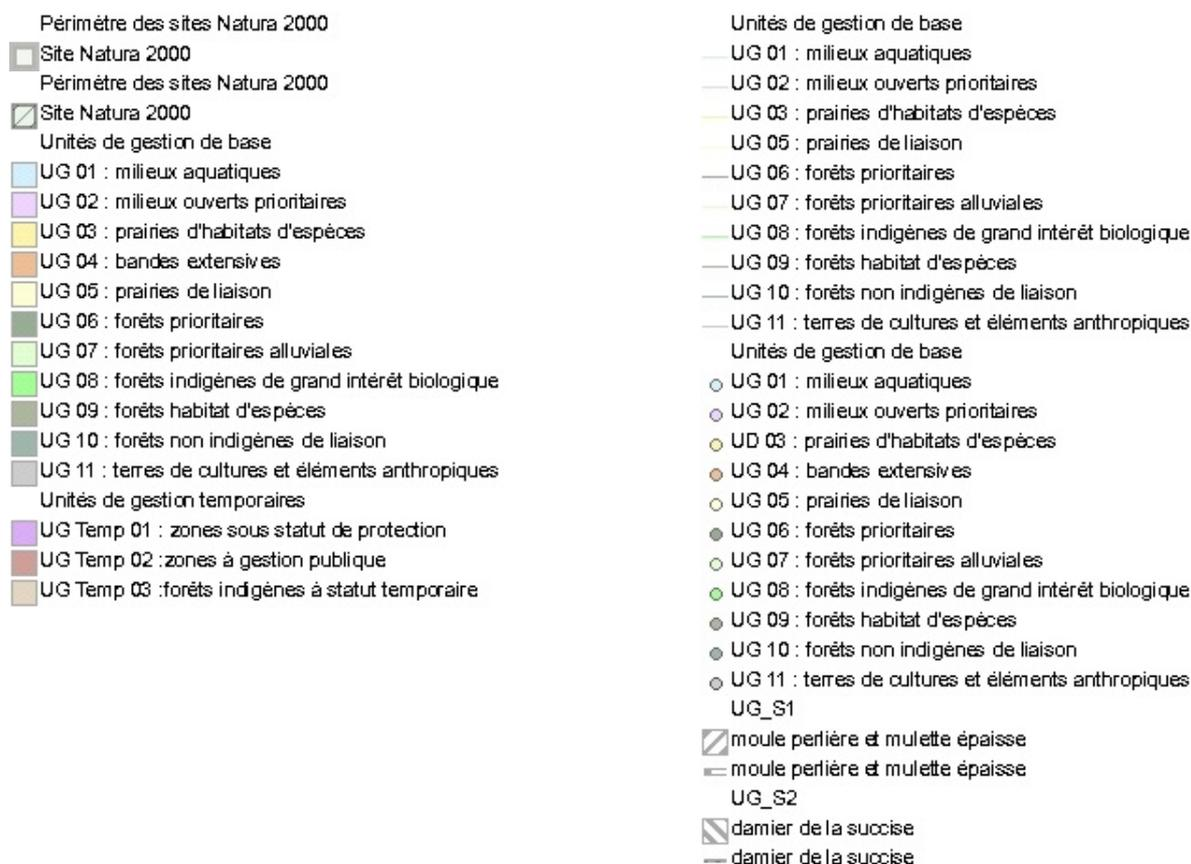 Périmètre des sites Natura 2000
Site Natura 2000
Périmètre des sites Natura 2000
Site Natura 2000
Unités de gestion de base
UG 01 : milieux aquatiques
UG 02 : milieux ouverts prioritaires
UG 03 : prairies d'habitats d'espèces
UG 04 : bandes extensives
UG 05 : prairies de liaison
UG 06 : forêts prioritaires
UG 07 : forêts prioritaires alluviales
UG 08 : forêts indigènes de grand intérêt biologique
UG 09 : forêts habitat d'espèces
UG 10 : forêts non indigènes de liaison
UG 11 : terres de cultures et éléments anthropiques
Unités de gestion temporaires
UG Temp 01 : zones sous statut de protection
UG Temp 02 :zones à gestion publique
UG Temp 03 :forêts indigènes à statut temporaire
Unités de gestion de base
UG 01 : milieux aquatiques
UG 02 : milieux ouverts prioritaires
UG 03 : prairies d'habitats d'espèces
UG 05 : prairies de liaison
UG 06 : forêts prioritaires
UG 07 : forêts prioritaires alluviales
UG 08 : forêts indigènes de grand intérêt biologique
UG 09 : forêts habitat d'espèces
UG 10 : forêts non indigènes de liaison
UG 11 : terres de cultures et éléments anthropiques
Unités de gestion de base
UG 01 : milieux aquatiques
UG 02 : milieux ouverts prioritaires
UD 03 : prairies d'habitats d'espèces
UG 04 : bandes extensives
UG 05 : prairies de liaison
UG 06 : forêts prioritaires
UG 07 : forêts prioritaires alluviales
UG 08 : forêts indigènes de grand intérêt biologique
UG 09 : forêts habitat d'espèces
UG 10 : forêts non indigènes de liaison
UG 11 : terres de cultures et éléments anthropiques
UG_S1
moule perlière et mulette épaisse
moule perlière et mulette épaisse
UG_S2
damier de la succise
damier de la succise